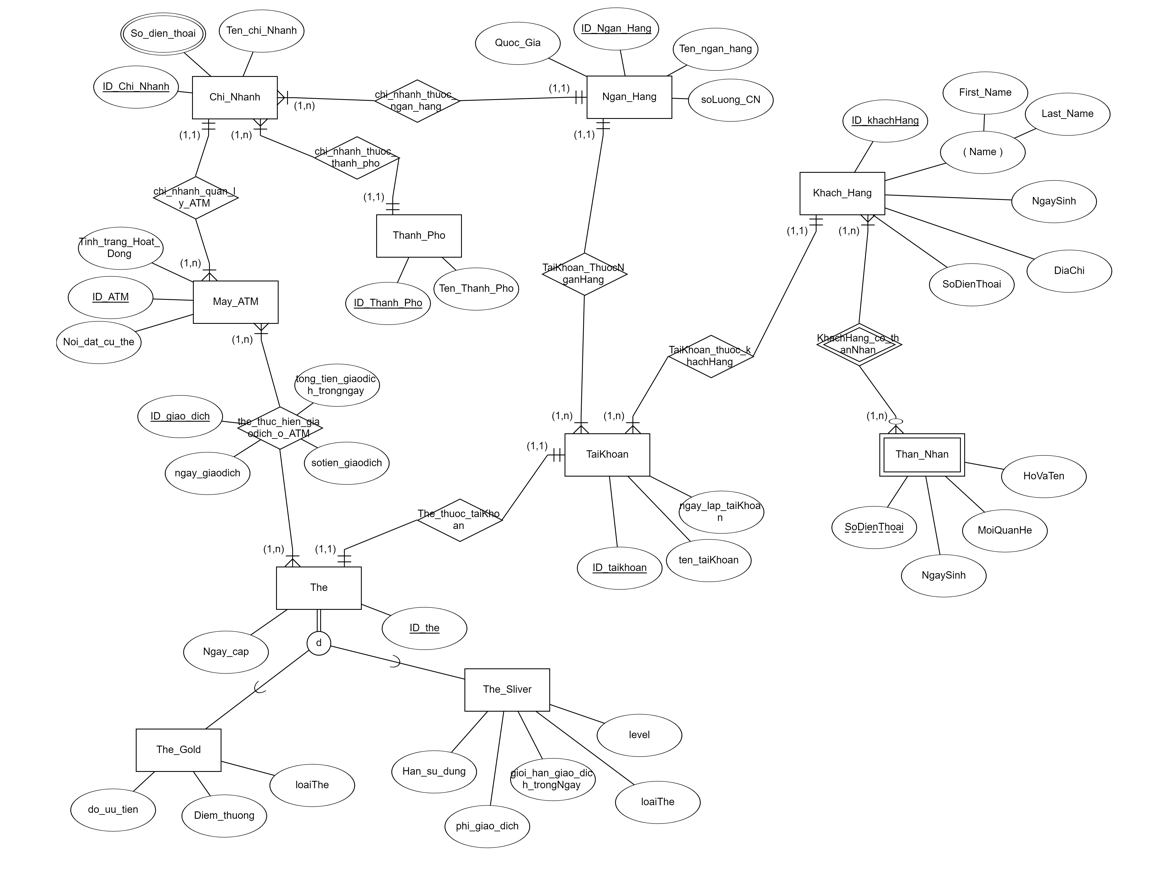 So_dien_thoai
Ten_chi_Nhanh
ID_Chi_Nhanh
Chi_Nhanh
(1,n)
chi_nhanh_thuoc_
ngan_hang
(1,1)
Quoc_Gia
ID_Ngan_Hang
Ten_ngan_hang
Ngan_Hang
soLuong_CN
(1,1)
(1,1)
(1,n)
chi_nhanh_thuoc_
thanh_pho
(1,1)
Thanh_Pho
ID_Thanh_Pho
Ten_Thanh_Pho
chi_nhanh_quan_l
y_ATM
(1,n)
Tinh_trang_Hoat_
Dong
ID_ATM
May_ATM
Noi_dat_cu_the
(1,n)
First_Name
Last_Name
ID_khachHang
( Name )
Khach_Hang
NgaySinh
DiaChi
SoDienThoai
(1,1)
(1,n)
TaiKhoan_ThuocN
ganHang
TaiKhoan_thuoc_k
hachHang
KhachHang_co_th
anNhan
tong_tien_giaodic
h_trongngay
ID_giao_dich
the_thuc_hien_gia
odich_o_ATM
ngay_giaodich
sotien_giaodich
(1,n)
(1,n)
(1,n)
(1,1)
TaiKhoan
Than_Nhan
HoVaTen
SoDienThoai
MoiQuanHe
NgaySinh
ngay_lap_taiKhoa
n
ten_taiKhoan
ID_taikhoan
The_thuoc_taiKho
an
(1,n)
(1,1)
The
ID_the
Ngay_cap
d
The_Sliver
level
Han_su_dung
gioi_han_giao_dic
h_trongNgay
loaiThe
phi_giao_dich
The_Gold
loaiThe
do_uu_tien
Diem_thuong